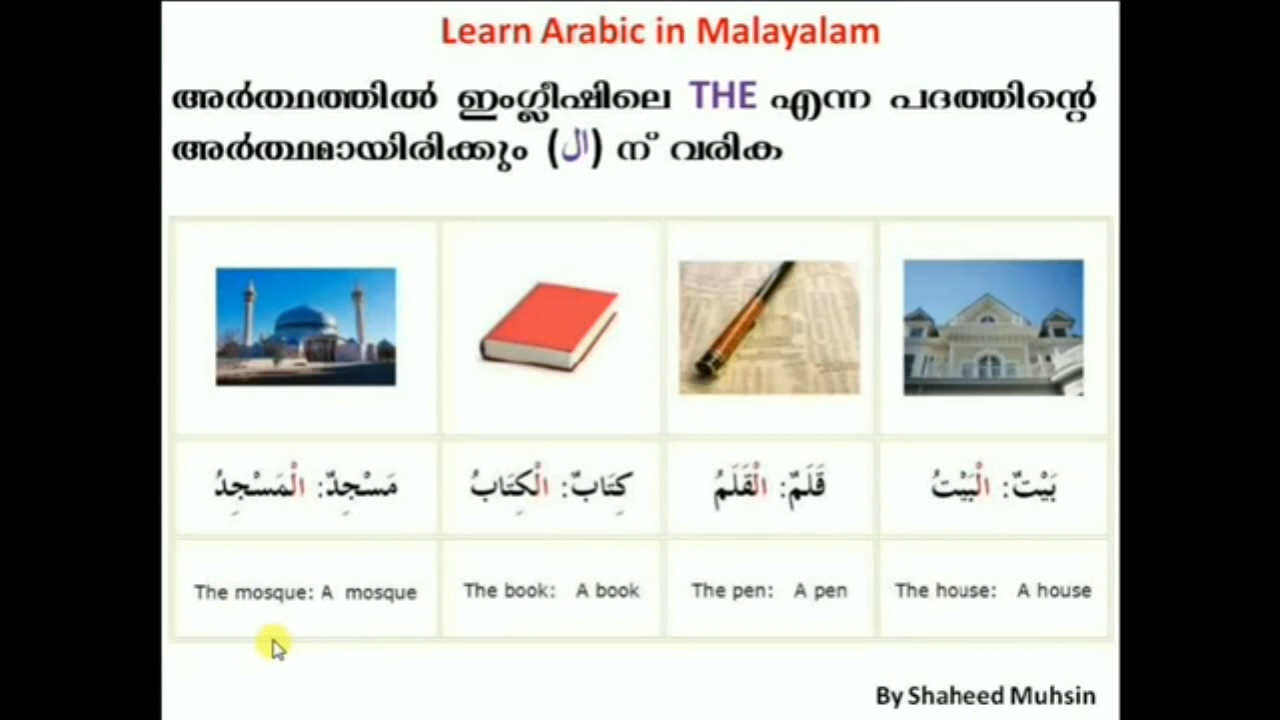 Learn Arabic in Malayalam
അർത്ഥത്തിൽ ഇംഗ്ലീഷിലെ THE എന്ന പദത്തിന്റെ
അർത്ഥമായിരിക്കും (ال) ന് വരിക
مَسْجِدٌ: الْمَسْجِدُ
كِتَابٌ: الْكِتَابُ
قَلَمٌ: الْقَلَمُ
بَيْتٌ: الْبَيْتُ
The mosque: A mosque
The book: A book
The pen: A pen
The house: A house
By Shaheed Muhsin